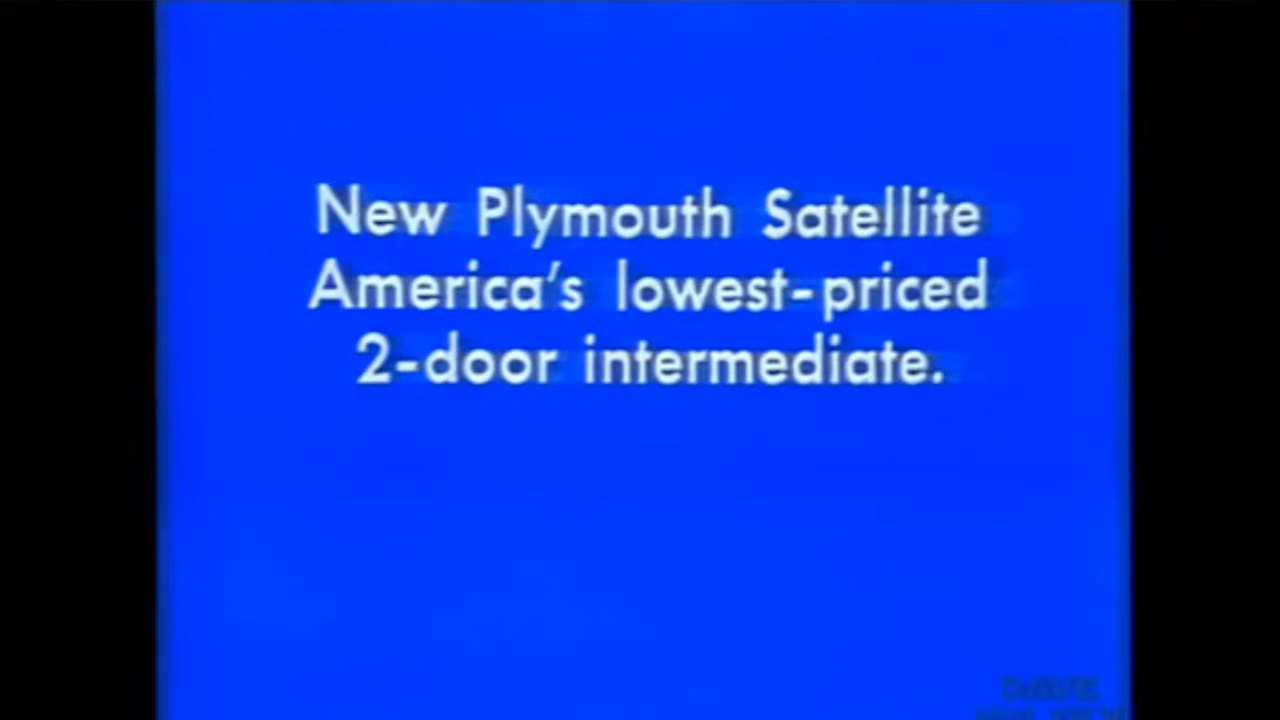 New Plymouth Satellite
America's lowest-priced
2-door intermediate.